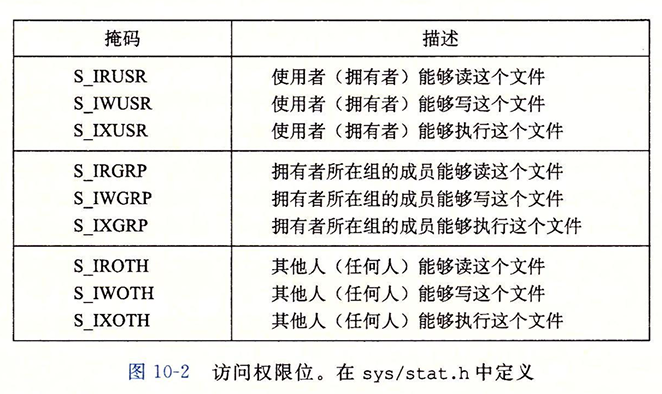 掩码 描述
S_IRUSR 使用者（拥有者）能够读这个文件
S_IWUSR 使用者（拥有者）能够写这个文件
S_IXUSR 使用者（拥有者）能够执行这个文件
S_IRGRP 拥有者所在组的成员能够读这个文件
S_IWGRP 拥有者所在组的成员能够写这个文件
S_IXGRP 拥有者所在组的成员能够执行这个文件
S_IROTH 其他人（任何人）能够读这个文件
S_IWOTH 其他人（任何人）能够写这个文件
S_IXOTH 其他人（任何人）能够执行这个文件
图 10-2 访问权限位。在 sys/stat.h 中定义